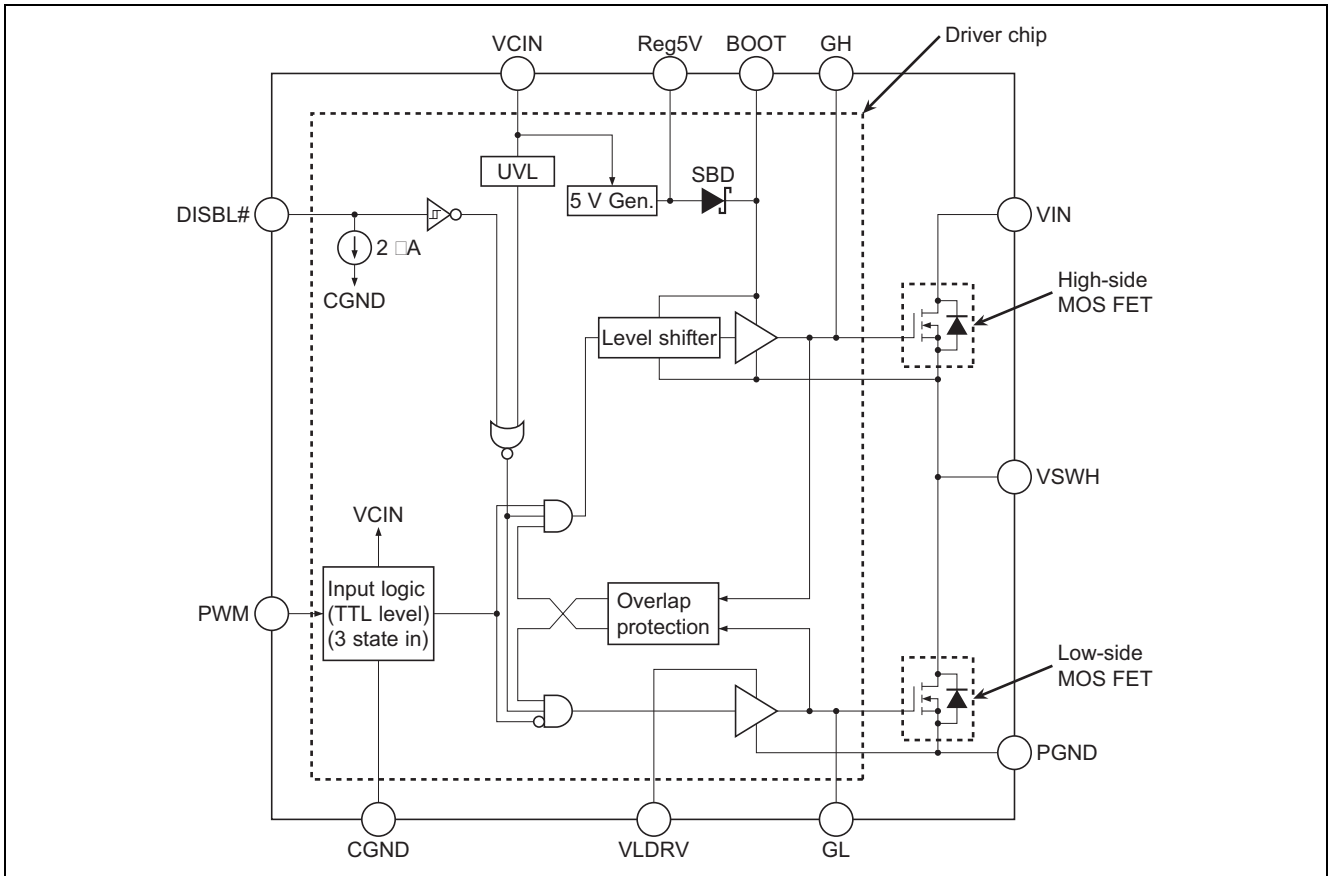 Driver chip
VCIN
Reg5V
BOOT
GH
UVL
5 V Gen.
SBD
DISBL#
2 □A
CGND
VIN
High-side
MOS FET
Level shifter
VSWH
VCIN
PWM
Input logic
(TTL level)
(3 state in)
Overlap
protection
Low-side
MOS FET
PGND
CGND
VLDRV
GL